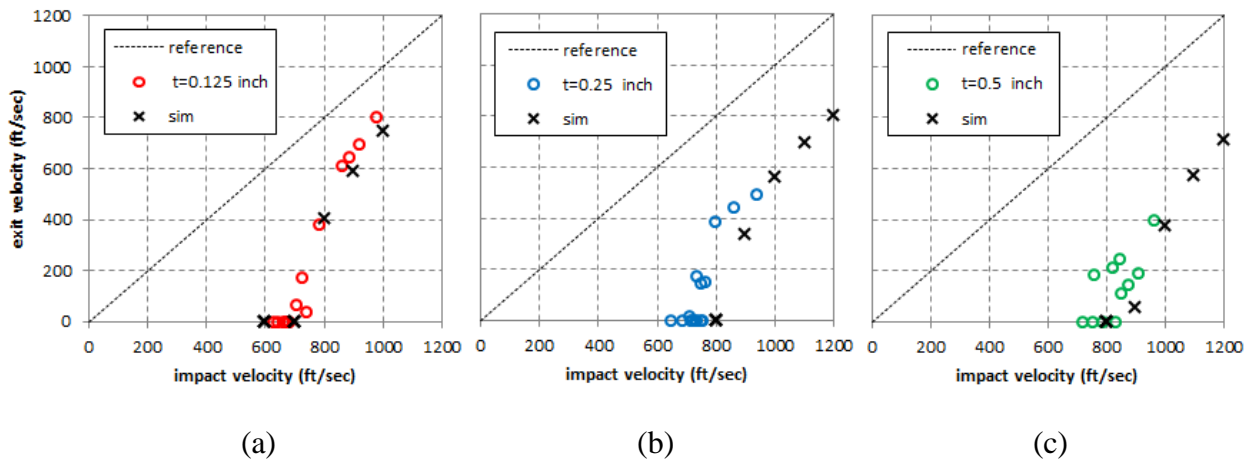 1200
1000
800
600
400
200
0
exit velocity (ft/sec)
reference
t=0.125 inch
sim
0 200 400 600 800 1000 1200
impact velocity (ft/sec)
(a)
reference
t=0.25 inch
sim
0 200 400 600 800 1000 1200
impact velocity (ft/sec)
(b)
reference
t=0.5 inch
sim
0 200 400 600 800 1000 1200
impact velocity (ft/sec)
(c)